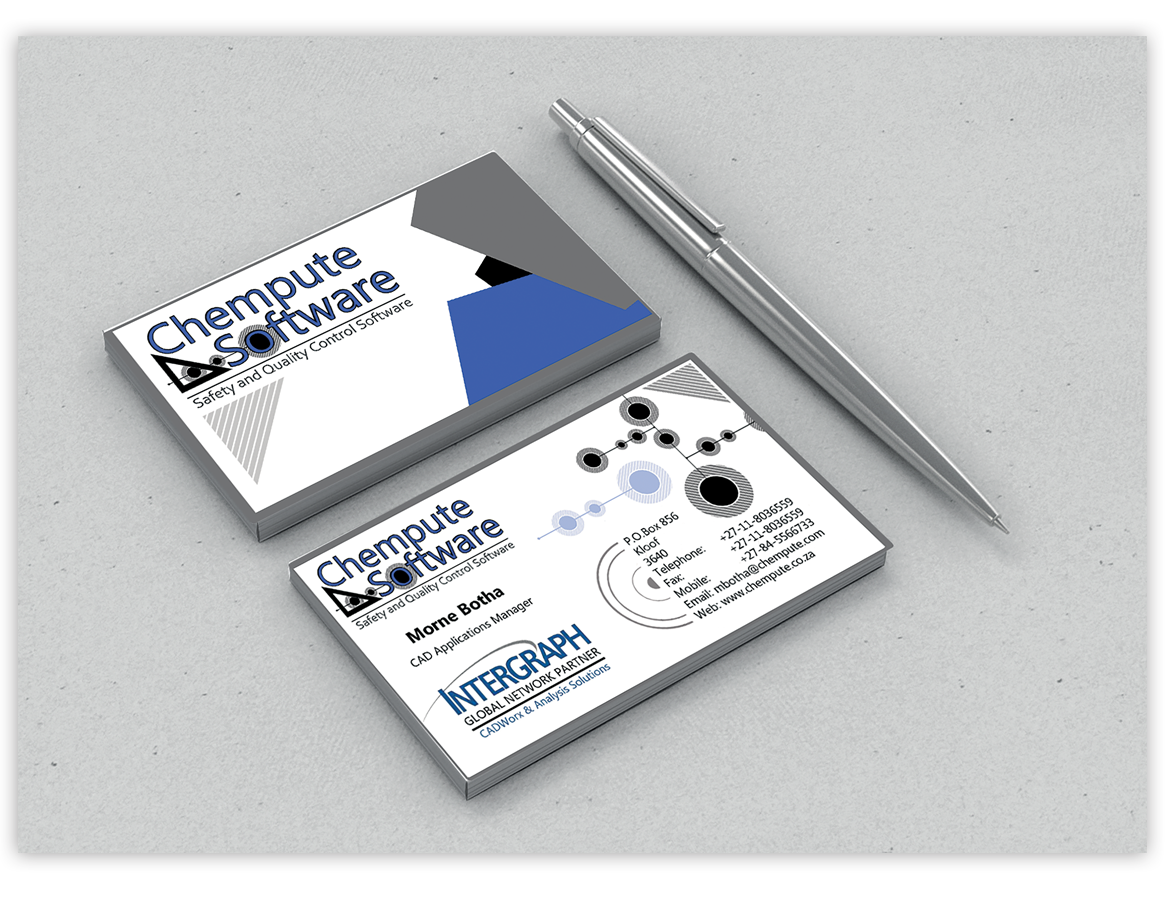 Chempute
Software
Safety and Quality Control Software
Chempute
Software
Safety and Quality Control Software
Morne Botha
CAD Applications Manager
INTERGRAPH
GLOBAL NETWORK PARTNER
CADWorx & Analysis Solutions
P.O.Box 856
Kloof
3640
Telephone: +27-11-8036559
Fax: +27-11-8036559
Mobile: +27-84-5566733
Email: mbotha@chempute.com
Web: www.chempute.co.za